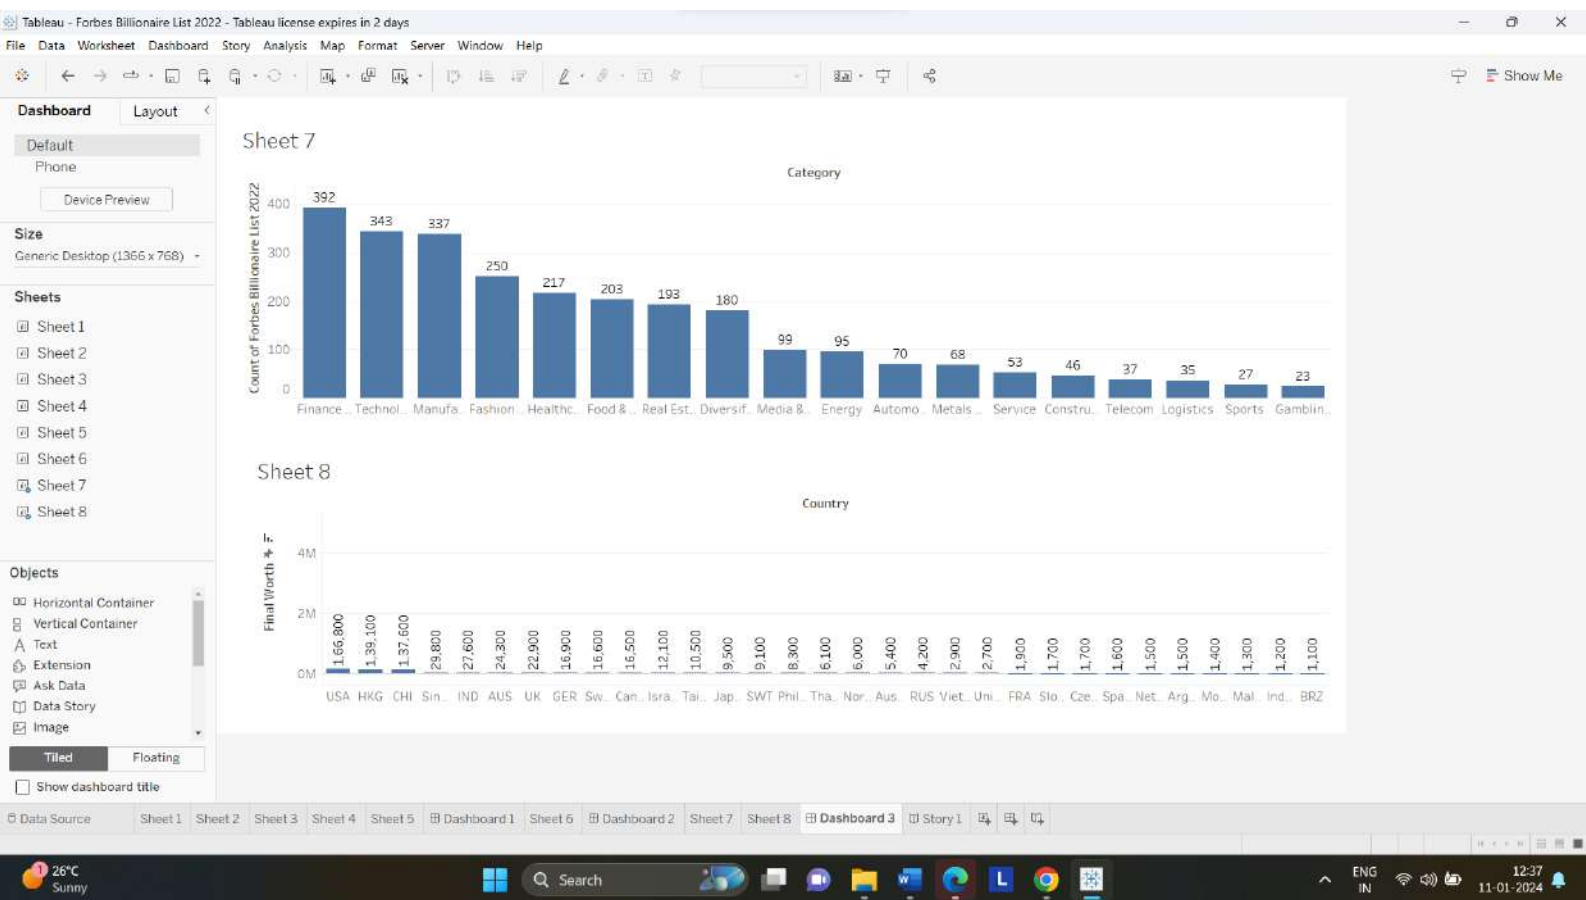 Tableau - Forbes Billionaire List 2022 - Tableau license expires in 2 days
File Data Worksheet Dashboard Story Analysis Map Format Server Window Help
Show Me
Dashboard Layout
Default
Phone
Device Preview
Size
Generic Desktop (1366 x 768)
Sheets
Sheet 1
Sheet 2
Sheet 3
Sheet 4
Sheet 5
Sheet 6
Sheet 7
Sheet 8
Objects
Horizontal Container
Vertical Container
Text
Extension
Ask Data
Data Story
Image
Tiled Floating
Show dashboard title
Sheet 7
Category
Count of Forbes Billionaire List 2022
400
300
200
100
0
392 343 337 250 217 203 193 180 99 95 70 68 53 46 37 35 27 23
Finance .. Technol.. Manufa.. Fashion .. Healthc.. Food & .. Real Est.. Diversif.. Media &.. Energy Automo.. Metals .. Service Constru.. Telecom Logistics Sports Gamblin..
Sheet 8
Country
Final Worth
4M
2M
0M
1,66,800 1,39,100 1,37,600 29,800 27,600 24,300 22,900 16,900 16,600 16,500 12,100 10,500 9,500 9,100 8,300 6,100 6,000 5,400 4,200 2,900 2,700 1,900 1,700 1,700 1,600 1,500 1,500 1,400 1,300 1,200 1,100
USA HKG CHI Sin.. IND AUS UK GER Sw.. Can.. Isra.. Tai.. Jap.. SWT Phil.. Tha.. Nor.. Aus.. RUS Viet.. Uni.. FRA Slo.. Cze.. Spa.. Net.. Arg.. Mo.. Mal.. Ind.. BRZ
Data Source Sheet 1 Sheet 2 Sheet 3 Sheet 4 Sheet 5 Dashboard 1 Sheet 6 Dashboard 2 Sheet 7 Sheet 8 Dashboard 3 Story 1
1
26°C
Sunny
Search
W
L
ENG
IN
12:37
11-01-2024